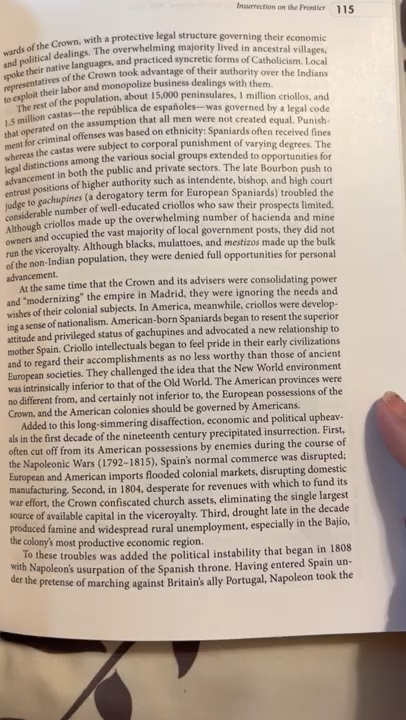 Insurrection on the Frontier 115
wards of the Crown, with a protective legal structure governing their economic
and political dealings. The overwhelming majority lived in ancestral villages,
spoke their native languages, and practiced syncretic forms of Catholicism. Local
representatives of the Crown took advantage of their authority over the Indians
to exploit their labor and monopolize business dealings with them.
The rest of the population, about 15,000 peninsulares, 1 million criollos, and
1.5 million castas—the república de españoles—was governed by a legal code
that operated on the assumption that all men were not created equal. Punish-
ment for criminal offenses was based on ethnicity: Spaniards often received fines
whereas the castas were subject to corporal punishment of varying degrees. The
legal distinctions among the various social groups extended to opportunities for
advancement in both the public and private sectors. The late Bourbon push to
entrust positions of higher authority such as intendente, bishop, and high court
judge to gachupines (a derogatory term for European Spaniards) troubled the
considerable number of well-educated criollos who saw their prospects limited.
Although criollos made up the overwhelming number of hacienda and mine
owners and occupied the vast majority of local government posts, they did not
run the viceroyalty. Although blacks, mulattoes, and mestizos made up the bulk
of the non-Indian population, they were denied full opportunities for personal
advancement.
At the same time that the Crown and its advisers were consolidating power
and "modernizing" the empire in Madrid, they were ignoring the needs and
wishes of their colonial subjects. In America, meanwhile, criollos were develop-
ing a sense of nationalism. American-born Spaniards began to resent the superior
attitude and privileged status of gachupines and advocated a new relationship to
mother Spain. Criollo intellectuals began to feel pride in their early civilizations
and to regard their accomplishments as no less worthy than those of ancient
European societies. They challenged the idea that the New World environment
was intrinsically inferior to that of the Old World. The American provinces were
no different from, and certainly not inferior to, the European possessions of the
Crown, and the American colonies should be governed by Americans.
Added to this long-simmering disaffection, economic and political upheav-
als in the first decade of the nineteenth century precipitated insurrection. First,
often cut off from its American possessions by enemies during the course of
the Napoleonic Wars (1792–1815), Spain's normal commerce was disrupted;
European and American imports flooded colonial markets, disrupting domestic
manufacturing. Second, in 1804, desperate for revenues with which to fund its
war effort, the Crown confiscated church assets, eliminating the single largest
source of available capital in the viceroyalty. Third, drought late in the decade
produced famine and widespread rural unemployment, especially in the Bajío,
the colony's most productive economic region.
To these troubles was added the political instability that began in 1808
with Napoleon's usurpation of the Spanish throne. Having entered Spain un-
der the pretense of marching against Britain's ally Portugal, Napoleon took the